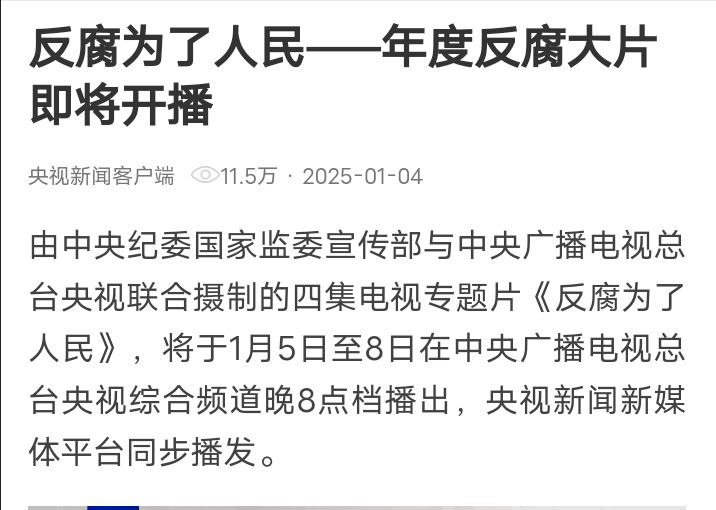 反腐为了人民——年度反腐大片
即将开播
央视新闻客户端 11.5万 · 2025-01-04
由中央纪委国家监委宣传部与中央广播电视总
台央视联合摄制的四集电视专题片《反腐为了
人民》，将于1月5日至8日在中央广播电视总
台央视综合频道晚8点档播出，央视新闻新媒
体平台同步播发。